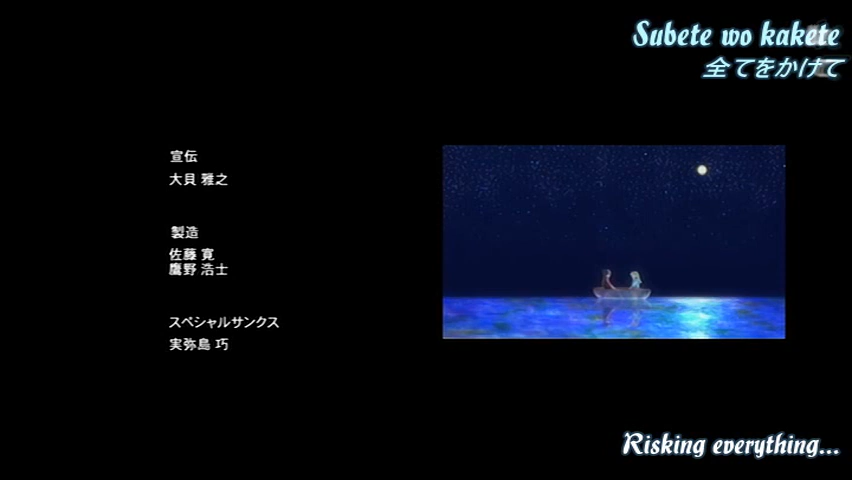 Subete wo kakete
全てをかけて
宣伝
大貝 雅之
製造
佐藤 寛
鷹野 浩士
スペシャルサンクス
実弥島 巧
Risking everything...